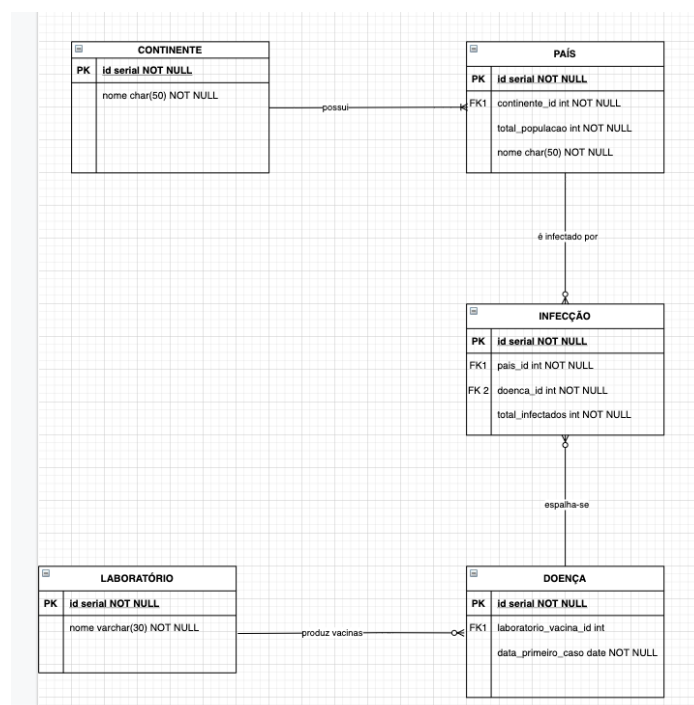 CONTINENTE
PK id serial NOT NULL
nome char(50) NOT NULL
possui
PAÍS
PK id serial NOT NULL
FK1 continente_id int NOT NULL
total_populacao int NOT NULL
nome char(50) NOT NULL
é infectado por
INFECÇÃO
PK id serial NOT NULL
FK1 pais_id int NOT NULL
FK 2 doenca_id int NOT NULL
total_infectados int NOT NULL
espalha-se
LABORATÓRIO
PK id serial NOT NULL
nome varchar(30) NOT NULL
produz vacinas
DOENÇA
PK id serial NOT NULL
FK1 laboratorio_vacina_id int
data_primeiro_caso date NOT NULL